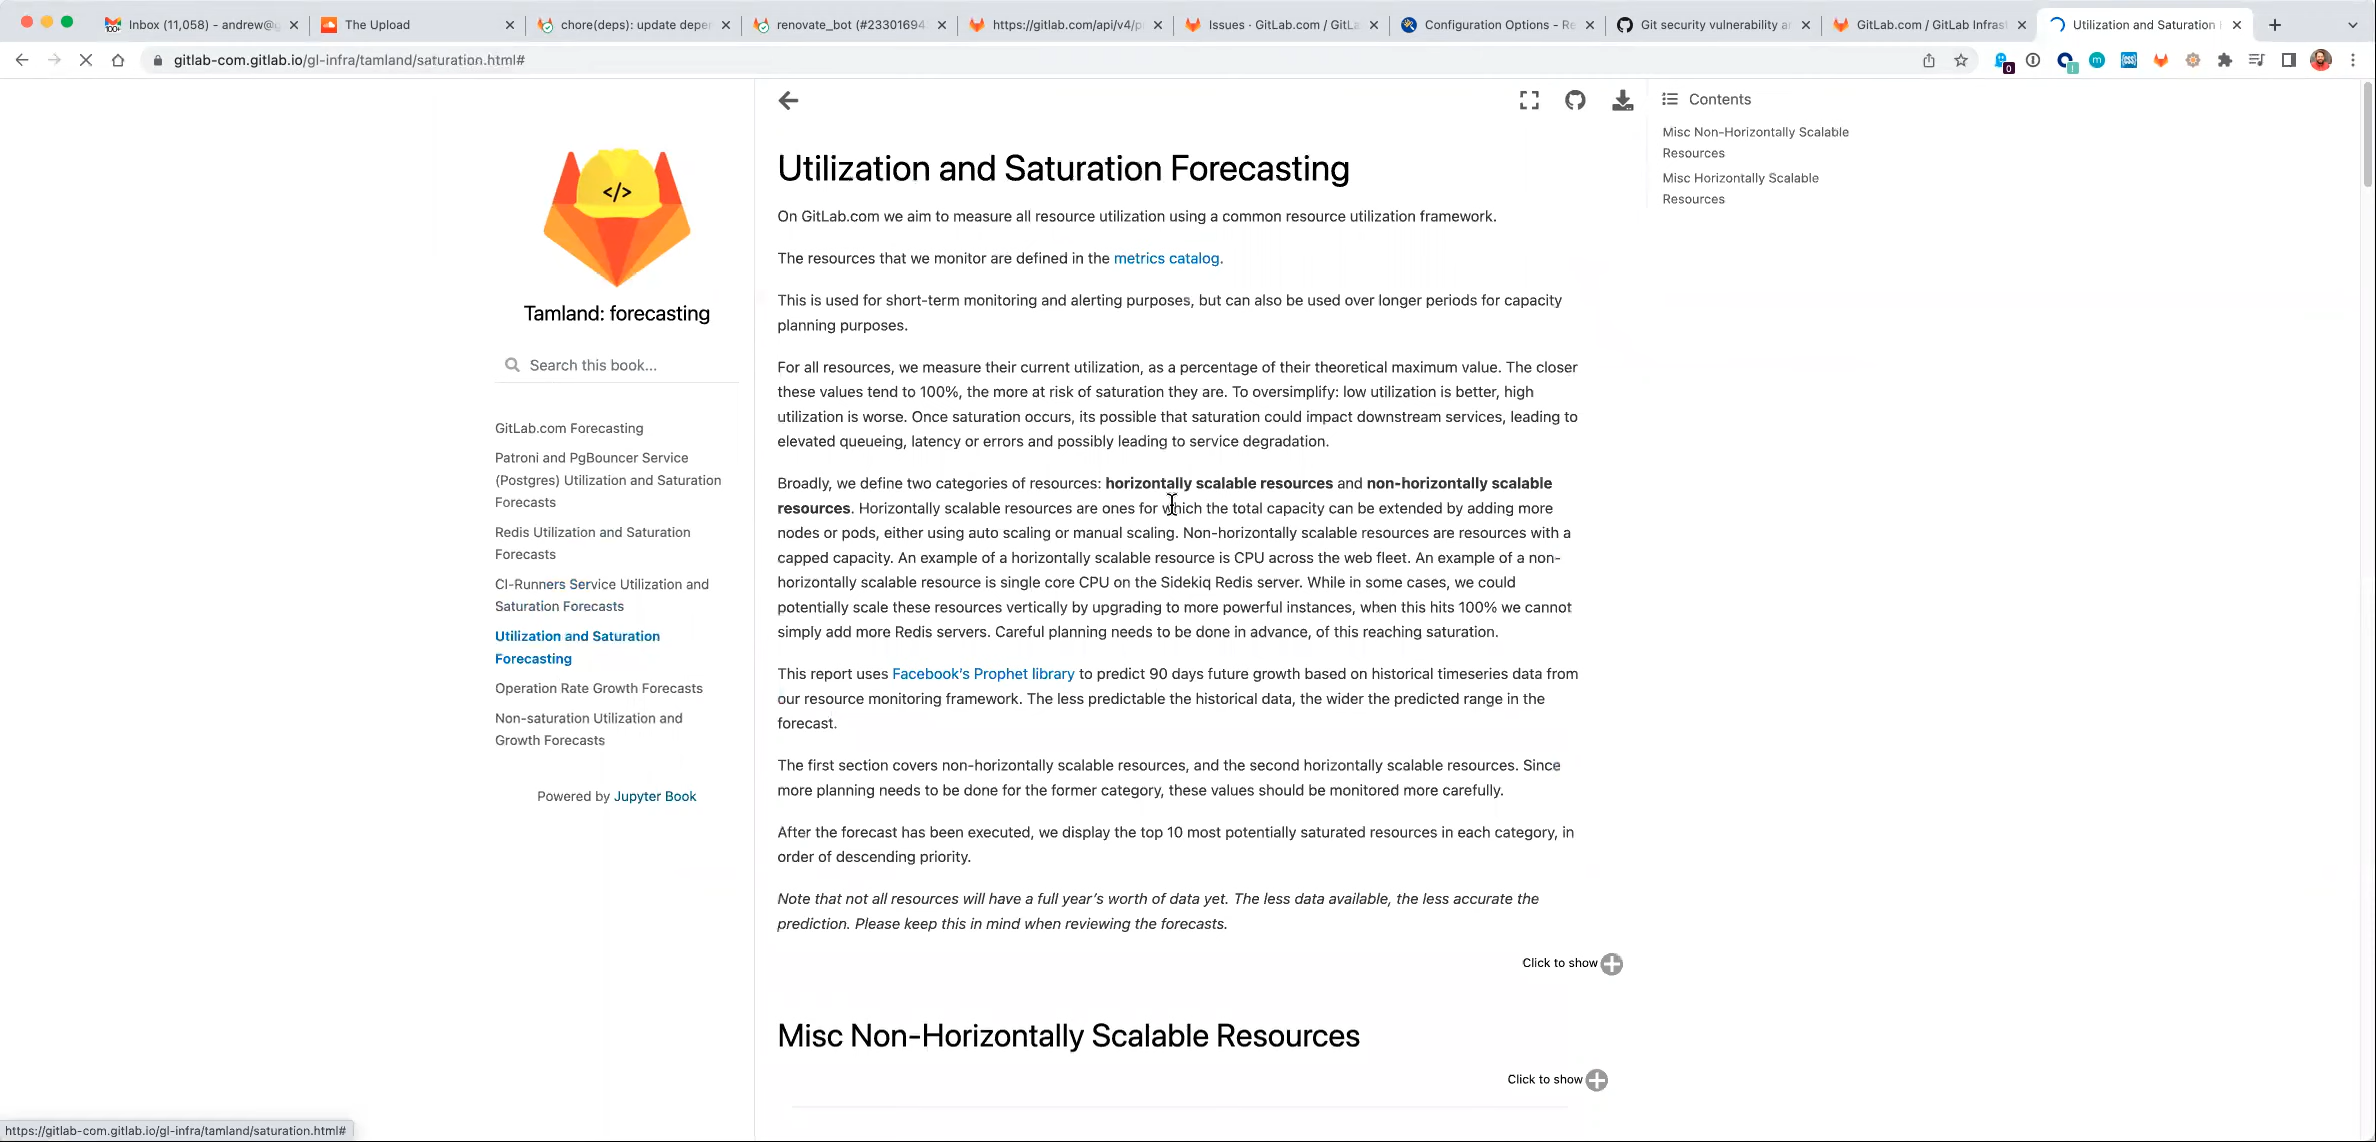 Inbox (11,058) - andrew@g
The Upload
chore(deps): update deper
renovate_bot (#23301694
https://gitlab.com/api/v4/p
Issues · GitLab.com / GitLa
Configuration Options - Re
Git security vulnerability a
GitLab.com / GitLab Infras
Utilization and Saturation
gitlab-com.gitlab.io/gl-infra/tamland/saturation.html#
</>
Tamland: forecasting
Search this book...
GitLab.com Forecasting
Patroni and PgBouncer Service
(Postgres) Utilization and Saturation
Forecasts
Redis Utilization and Saturation
Forecasts
CI-Runners Service Utilization and
Saturation Forecasts
Utilization and Saturation
Forecasting
Operation Rate Growth Forecasts
Non-saturation Utilization and
Growth Forecasts
Powered by Jupyter Book
Utilization and Saturation Forecasting
On GitLab.com we aim to measure all resource utilization using a common resource utilization framework.
The resources that we monitor are defined in the metrics catalog.
This is used for short-term monitoring and alerting purposes, but can also be used over longer periods for capacity
planning purposes.
For all resources, we measure their current utilization, as a percentage of their theoretical maximum value. The closer
these values tend to 100%, the more at risk of saturation they are. To oversimplify: low utilization is better, high
utilization is worse. Once saturation occurs, its possible that saturation could impact downstream services, leading to
elevated queueing, latency or errors and possibly leading to service degradation.
Broadly, we define two categories of resources: horizontally scalable resources and non-horizontally scalable
resources. Horizontally scalable resources are ones for which the total capacity can be extended by adding more
nodes or pods, either using auto scaling or manual scaling. Non-horizontally scalable resources are resources with a
capped capacity. An example of a horizontally scalable resource is CPU across the web fleet. An example of a non-
horizontally scalable resource is single core CPU on the Sidekiq Redis server. While in some cases, we could
potentially scale these resources vertically by upgrading to more powerful instances, when this hits 100% we cannot
simply add more Redis servers. Careful planning needs to be done in advance, of this reaching saturation.
This report uses Facebook's Prophet library to predict 90 days future growth based on historical timeseries data from
our resource monitoring framework. The less predictable the historical data, the wider the predicted range in the
forecast.
The first section covers non-horizontally scalable resources, and the second horizontally scalable resources. Since
more planning needs to be done for the former category, these values should be monitored more carefully.
After the forecast has been executed, we display the top 10 most potentially saturated resources in each category, in
order of descending priority.
Note that not all resources will have a full year's worth of data yet. The less data available, the less accurate the
prediction. Please keep this in mind when reviewing the forecasts.
Click to show
Misc Non-Horizontally Scalable Resources
Click to show
Contents
Misc Non-Horizontally Scalable
Resources
Misc Horizontally Scalable
Resources
https://gitlab-com.gitlab.io/gl-infra/tamland/saturation.html#